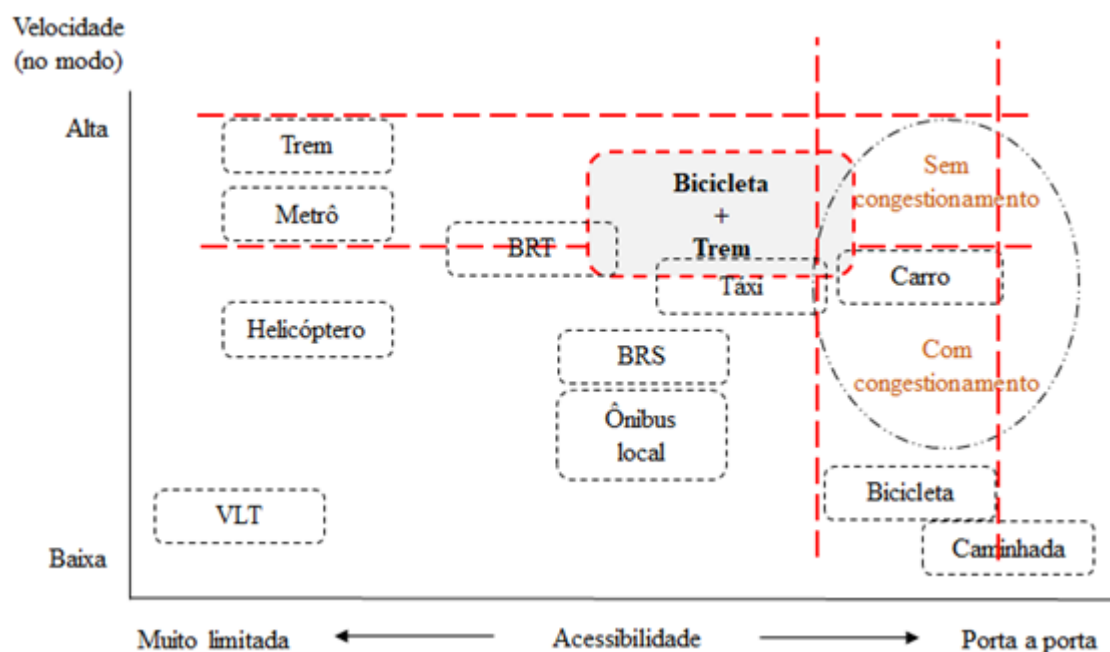 Velocidade
(no modo)
Alta
Trem
Metrô
BRT
Bicicleta
+
Trem
Táxi
Sem
congestionamento
Carro
Helicóptero
BRS
Com
congestionamento
Ônibus
local
Bicicleta
VLT
Caminhada
Baixa
Muito limitada
Acessibilidade
Porta a porta